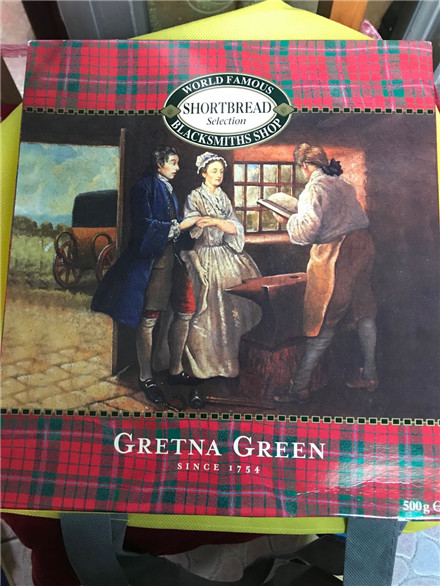 WORLD FAMOUS
SHORTBREAD
Selection
BLACKSMITHS SHOP
GRETNA GREEN
SINCE 1754
500g e